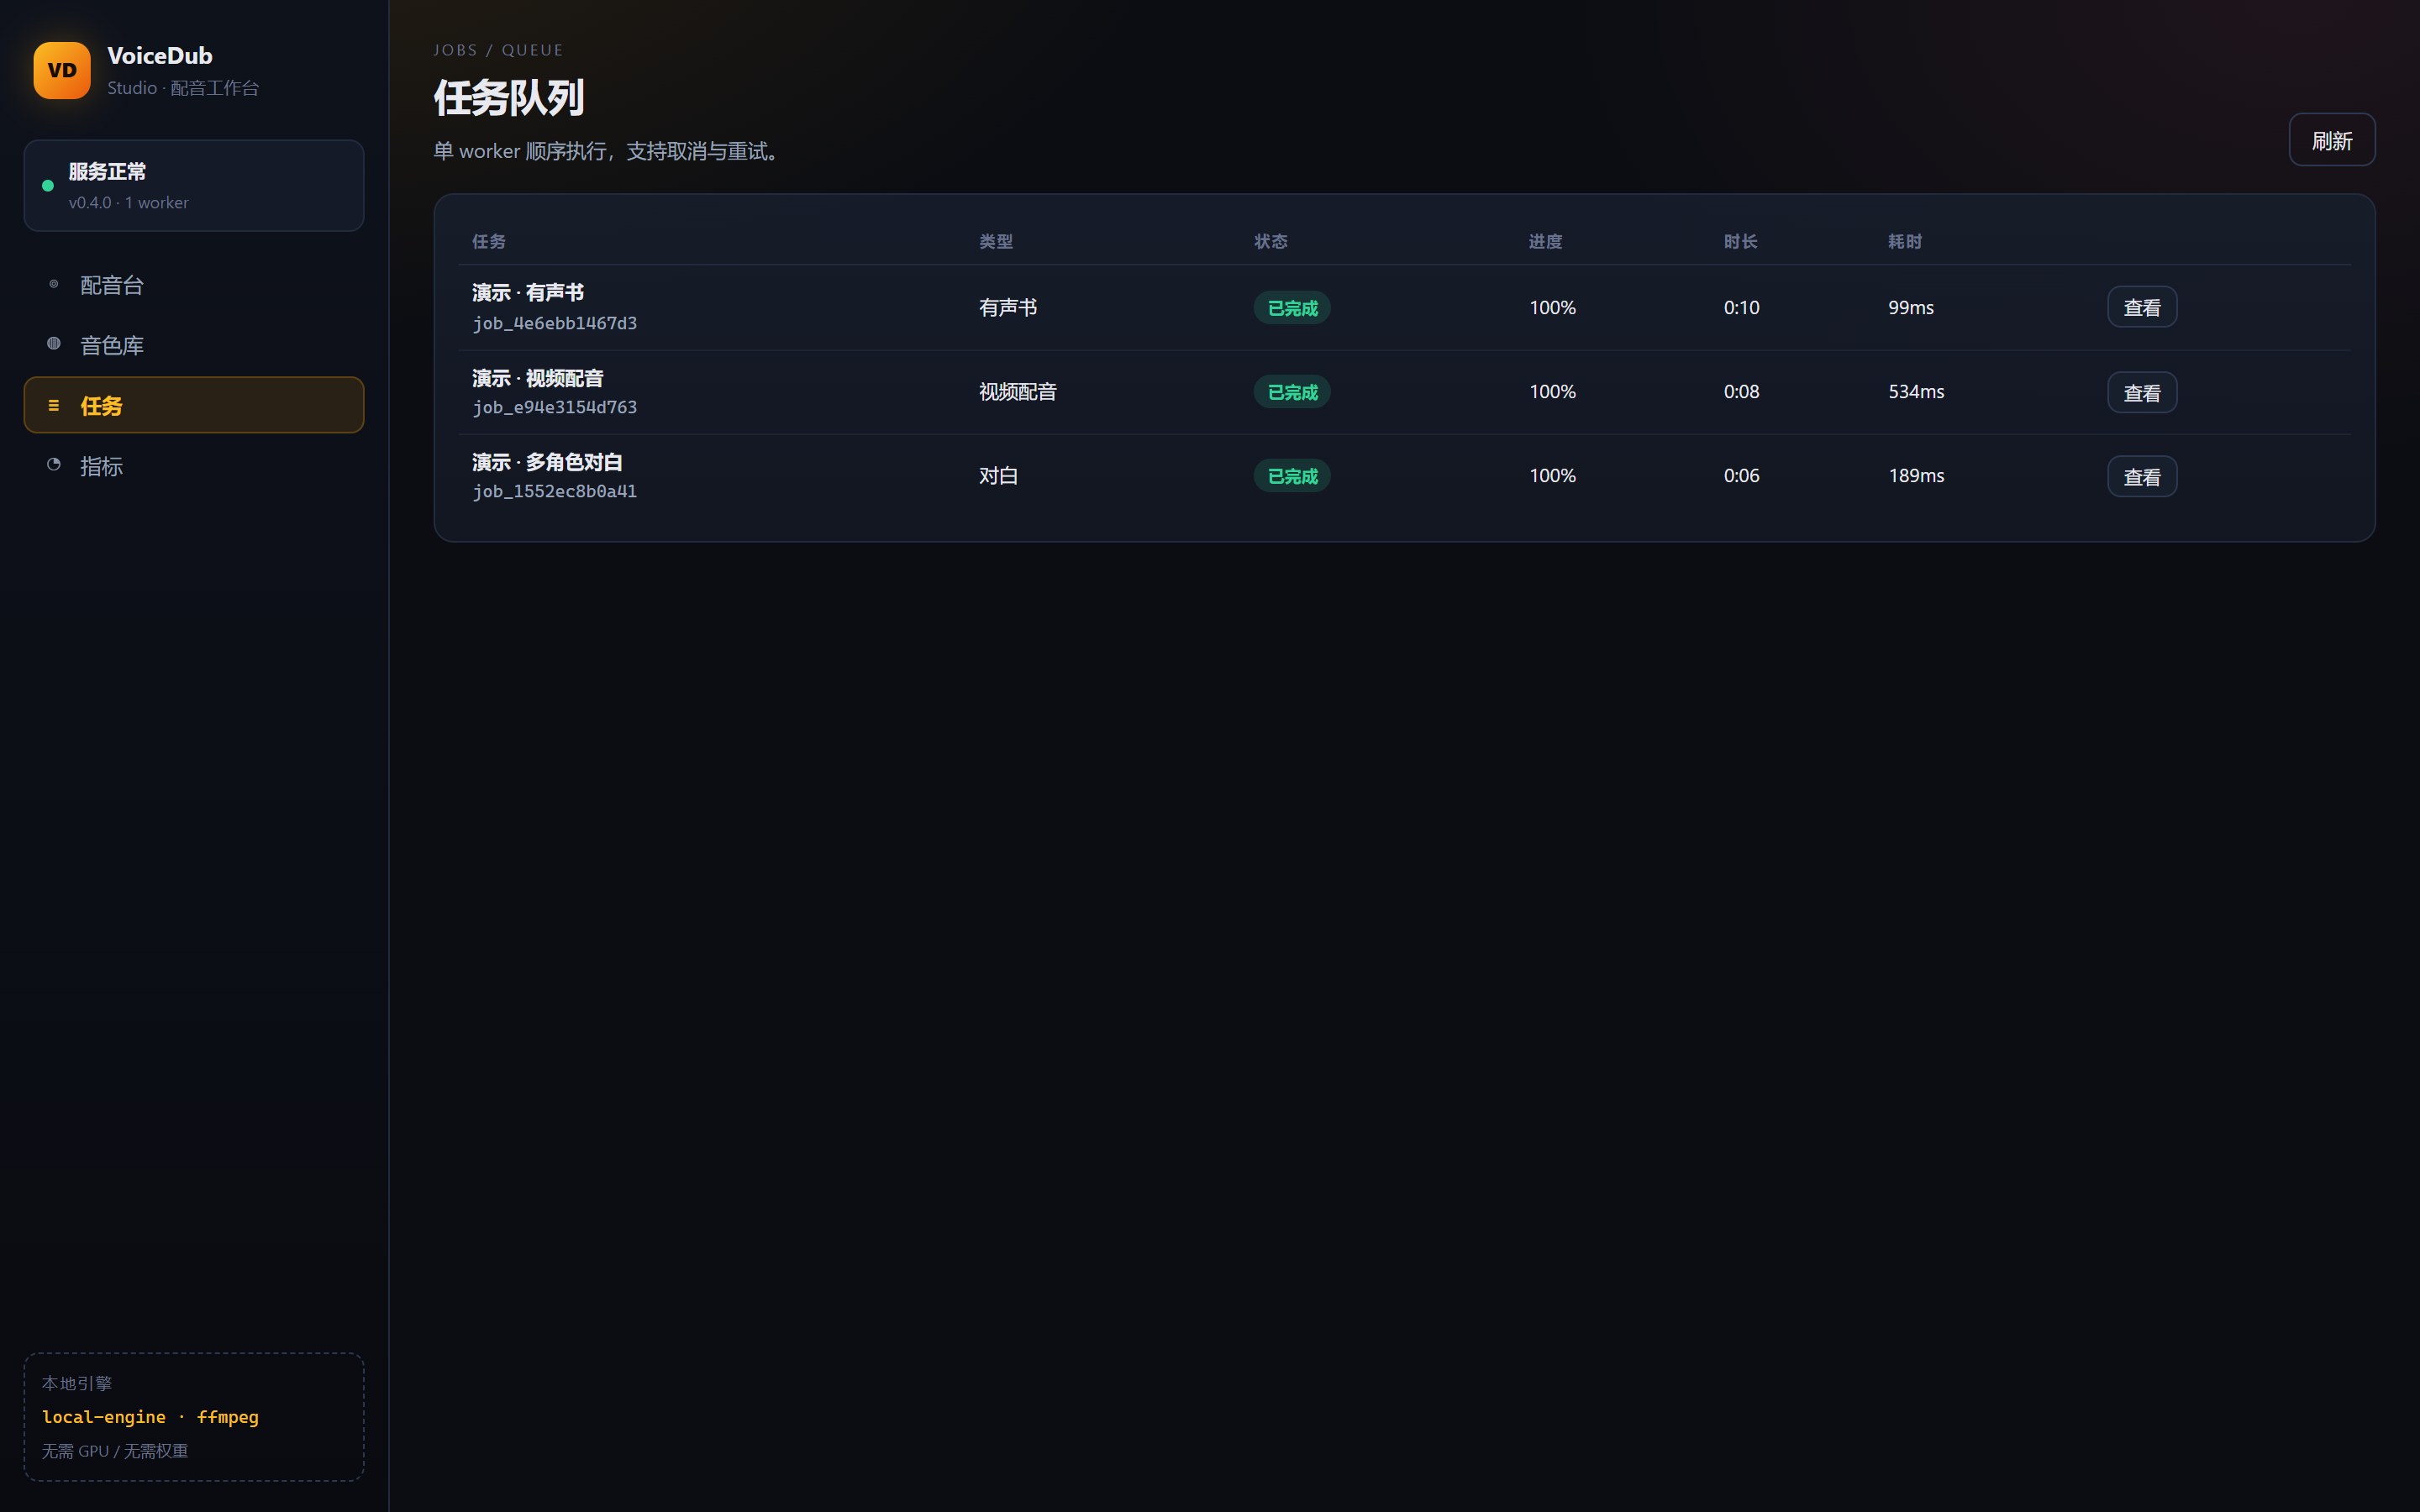 VD
VoiceDub
Studio · 配音工作台
服务正常
v0.4.0 · 1 worker
配音台
音色库
任务
指标
本地引擎
local-engine · ffmpeg
无需 GPU / 无需权重
JOBS / QUEUE
任务队列
单 worker 顺序执行，支持取消与重试。
刷新
任务 类型 状态 进度 时长 耗时
演示 · 有声书
job_4e6ebb1467d3
有声书 已完成 100% 0:10 99ms 查看
演示 · 视频配音
job_e94e3154d763
视频配音 已完成 100% 0:08 534ms 查看
演示 · 多角色对白
job_1552ec8b0a41
对白 已完成 100% 0:06 189ms 查看